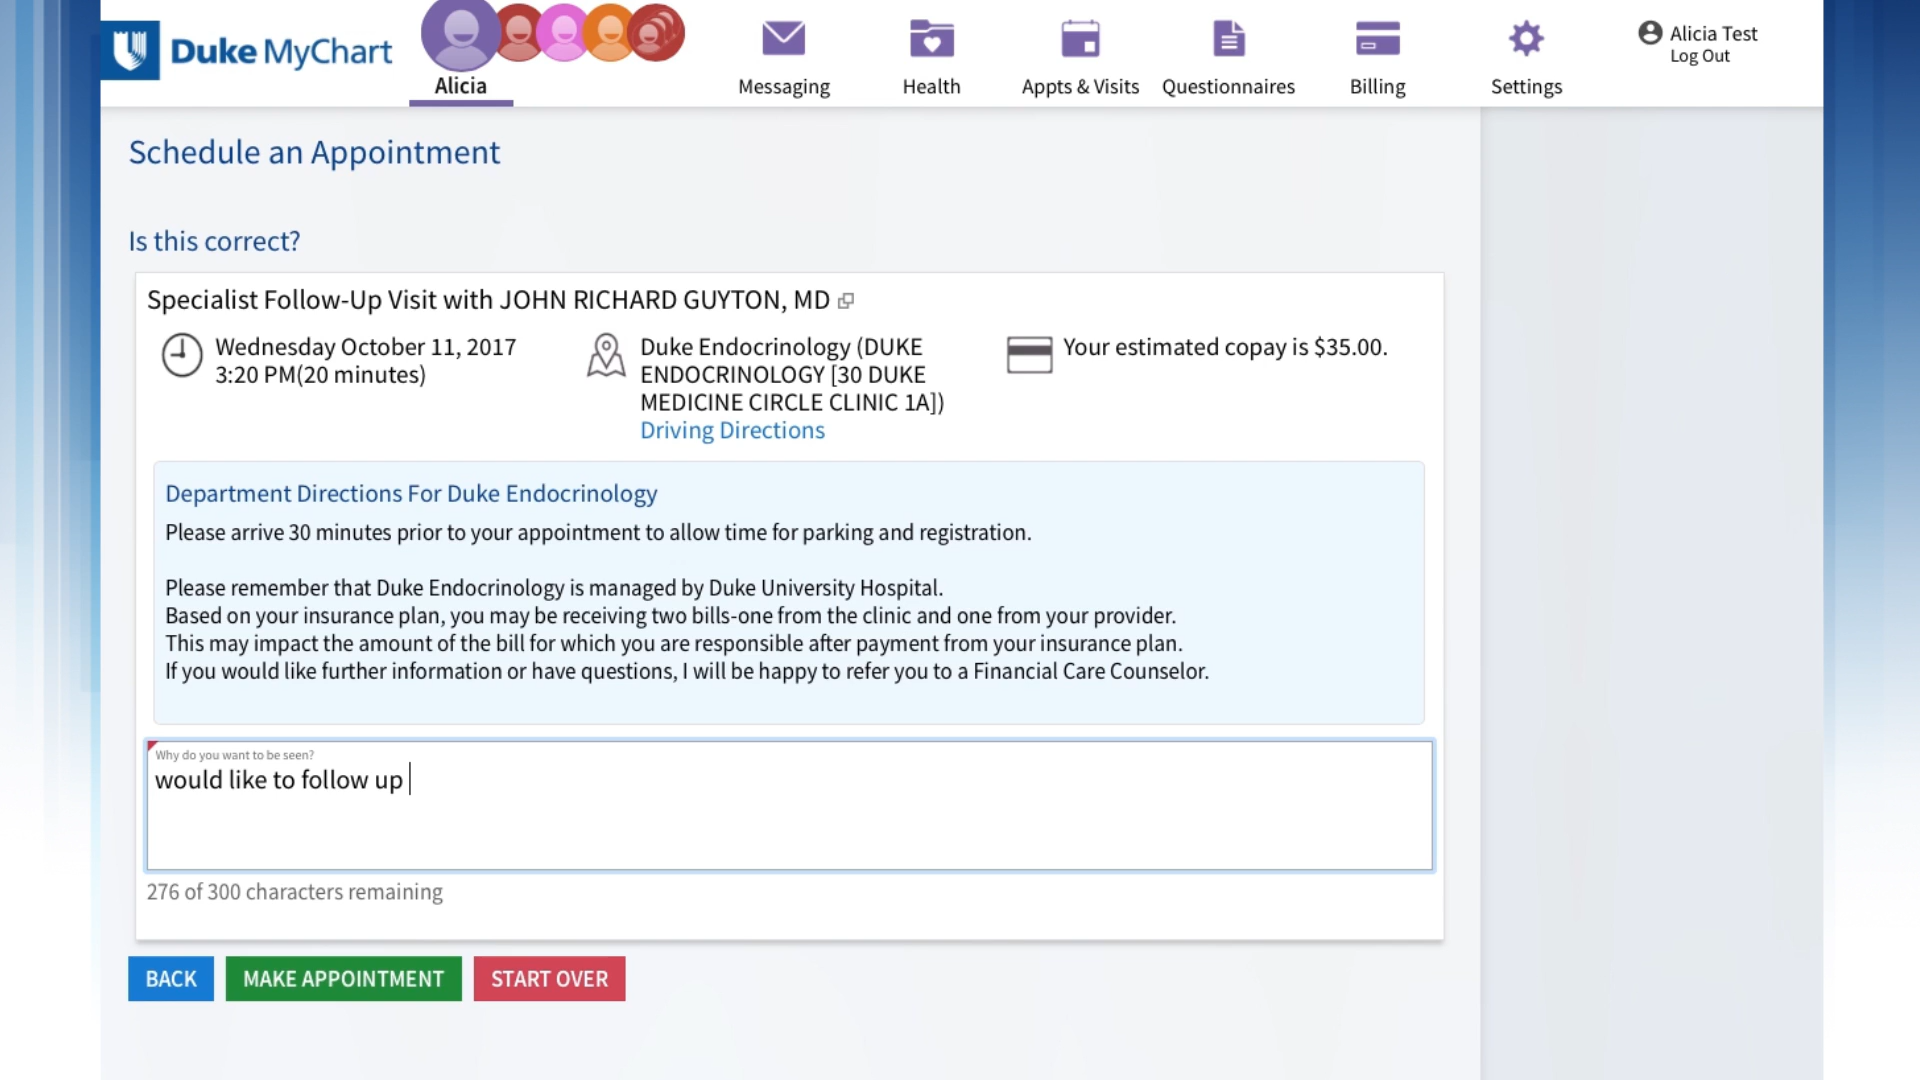 Duke MyChart
Alicia
Messaging
Health
Appts & Visits
Questionnaires
Billing
Settings
Alicia Test
Log Out
Schedule an Appointment
Is this correct?
Specialist Follow-Up Visit with JOHN RICHARD GUYTON, MD
Wednesday October 11, 2017
3:20 PM(20 minutes)
Duke Endocrinology (DUKE
ENDOCRINOLOGY [30 DUKE
MEDICINE CIRCLE CLINIC 1A])
Driving Directions
Your estimated copay is $35.00.
Department Directions For Duke Endocrinology
Please arrive 30 minutes prior to your appointment to allow time for parking and registration.
Please remember that Duke Endocrinology is managed by Duke University Hospital.
Based on your insurance plan, you may be receiving two bills-one from the clinic and one from your provider.
This may impact the amount of the bill for which you are responsible after payment from your insurance plan.
If you would like further information or have questions, I will be happy to refer you to a Financial Care Counselor.
Why do you want to be seen?
would like to follow up
276 of 300 characters remaining
BACK
MAKE APPOINTMENT
START OVER